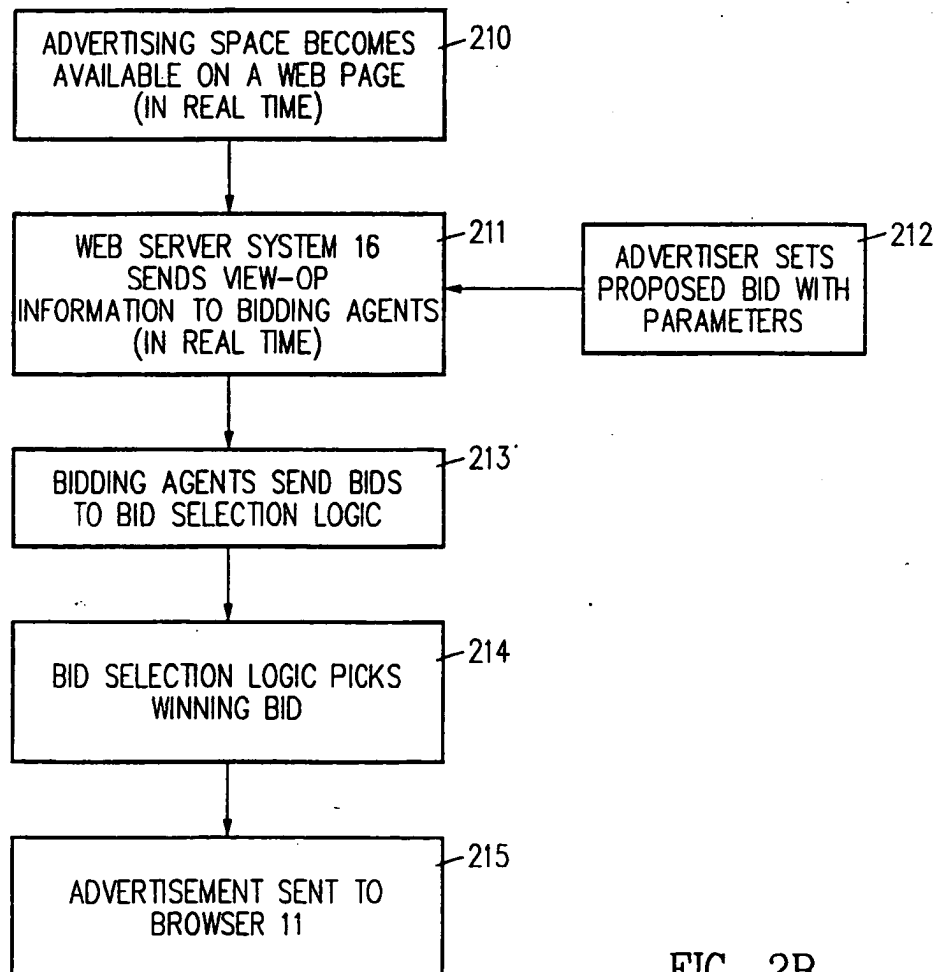 ADVERTISING SPACE BECOMES
AVAILABLE ON A WEB PAGE
(IN REAL TIME)
210
WEB SERVER SYSTEM 16
SENDS VIEW-OP
INFORMATION TO BIDDING AGENTS
(IN REAL TIME)
211
ADVERTISER SETS
PROPOSED BID WITH
PARAMETERS
212
BIDDING AGENTS SEND BIDS
TO BID SELECTION LOGIC
213
BID SELECTION LOGIC PICKS
WINNING BID
214
ADVERTISEMENT SENT TO
BROWSER 11
215
FIG. 2B